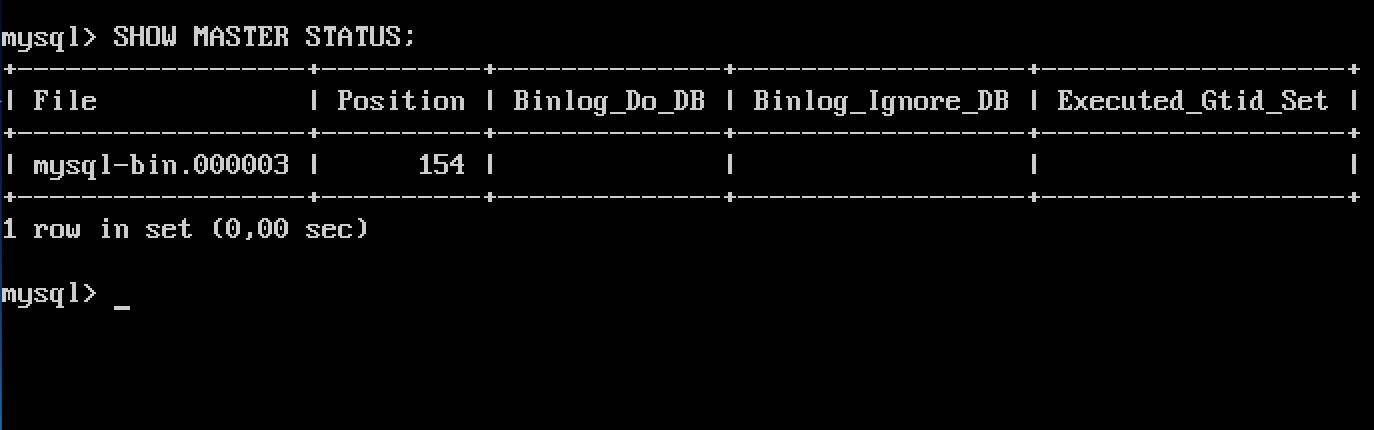 mysql> SHOW MASTER STATUS;
+------------------+----------+--------------+------------------+-------------------+
| File             | Position | Binlog_Do_DB | Binlog_Ignore_DB | Executed_Gtid_Set |
+------------------+----------+--------------+------------------+-------------------+
| mysql-bin.000003 |      154 |              |                  |                   |
+------------------+----------+--------------+------------------+-------------------+
1 row in set (0,00 sec)
mysql> _